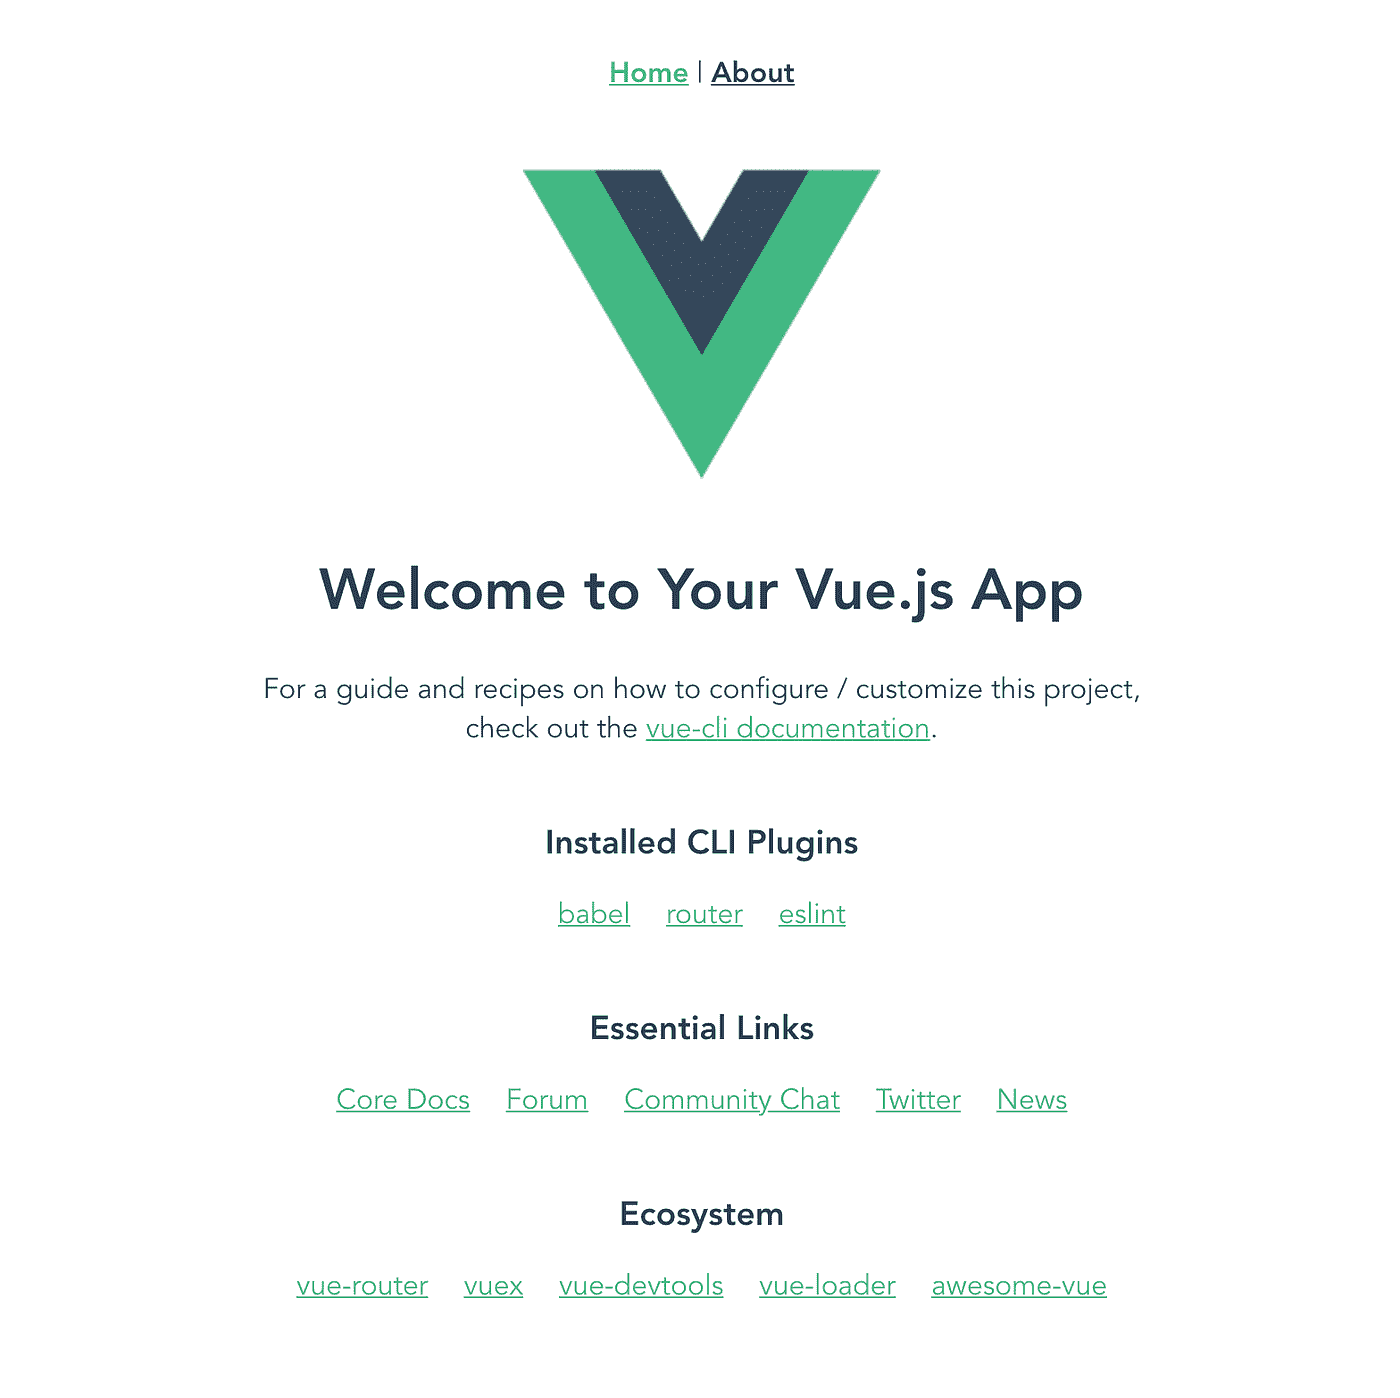 Home | About
Welcome to Your Vue.js App
For a guide and recipes on how to configure / customize this project,
check out the vue-cli documentation.
Installed CLI Plugins
babel router eslint
Essential Links
Core Docs Forum Community Chat Twitter News
Ecosystem
vue-router vuex vue-devtools vue-loader awesome-vue